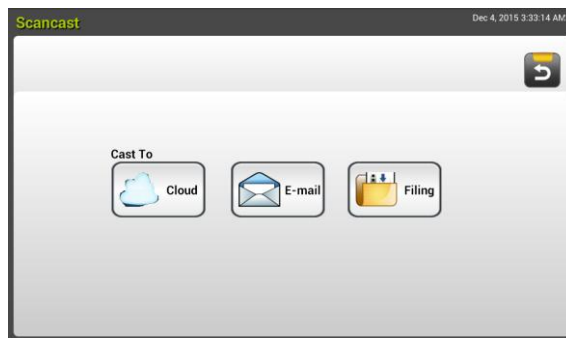 Scancast
Dec 4, 2015 3:33:14 AM
Cast To
Cloud
E-mail
Filing